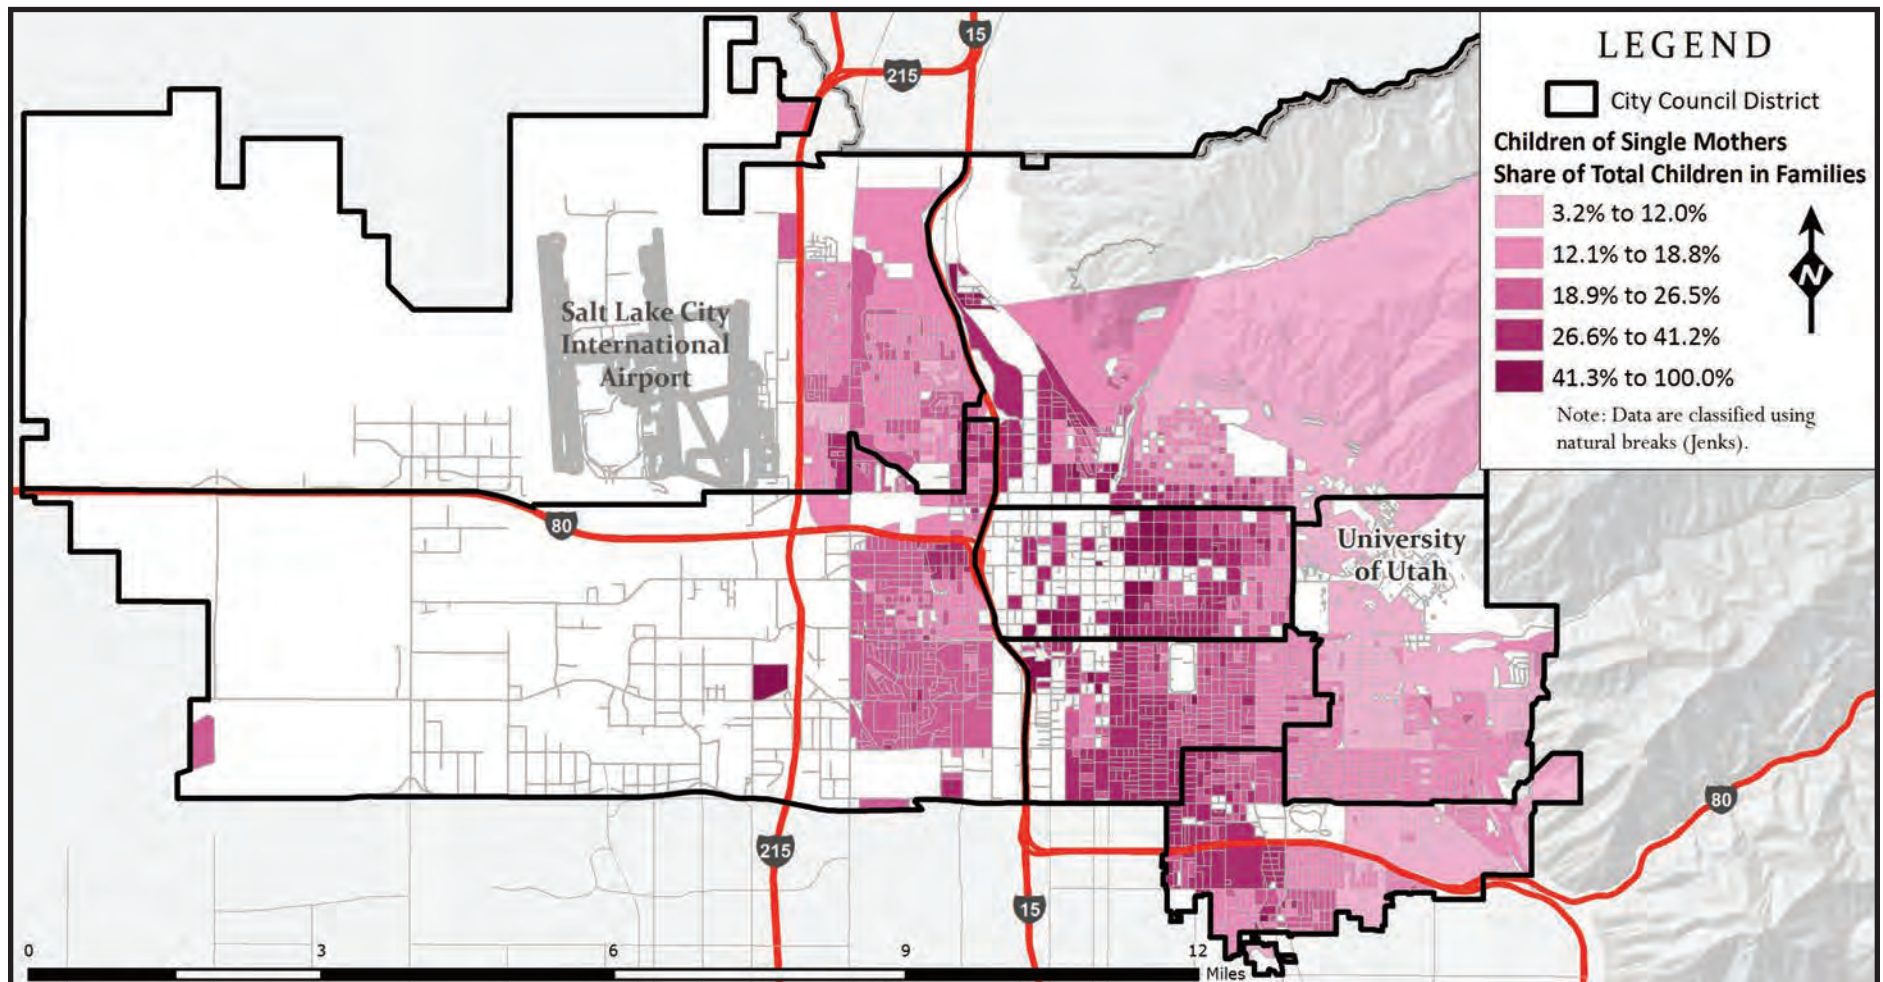 LEGEND
City Council District
Children of Single Mothers
Share of Total Children in Families
3.2% to 12.0%
12.1% to 18.8%
18.9% to 26.5%
26.6% to 41.2%
41.3% to 100.0%
Note: Data are classified using
natural breaks (Jenks).
N
15
215
Salt Lake City
International
Airport
80
University
of Utah
80
215
15
0 3 6 9 12
Miles